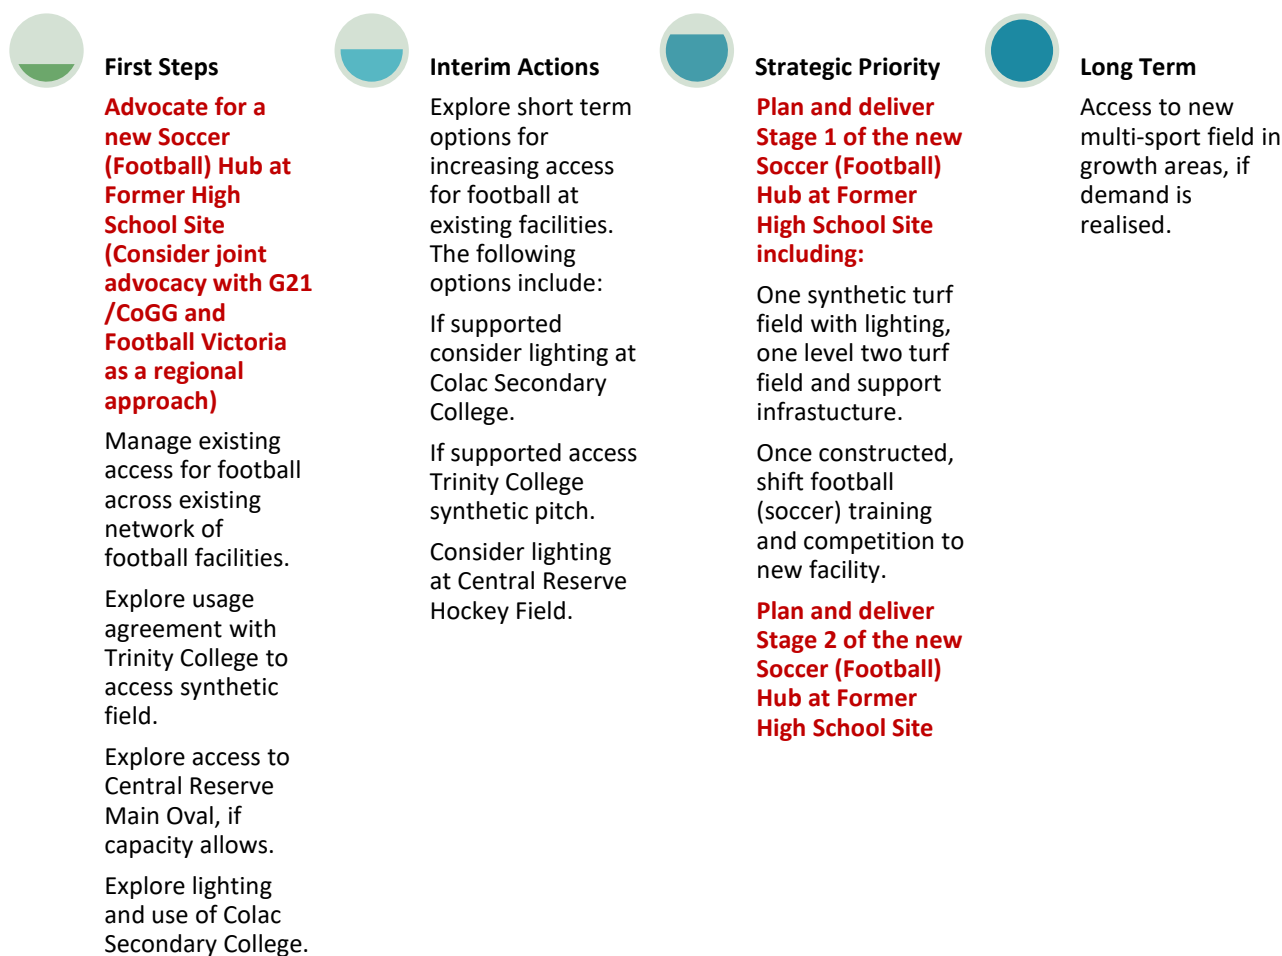 First Steps
Advocate for a
new Soccer
(Football) Hub at
Former High
School Site
(Consider joint
advocacy with G21
/CoGG and
Football Victoria
as a regional
approach)
Manage existing
access for football
across existing
network of
football facilities.
Explore usage
agreement with
Trinity College to
access synthetic
field.
Explore access to
Central Reserve
Main Oval, if
capacity allows.
Explore lighting
and use of Colac
Secondary College.
Interim Actions
Explore short term
options for
increasing access
for football at
existing facilities.
The following
options include:
If supported
consider lighting at
Colac Secondary
College.
If supported access
Trinity College
synthetic pitch.
Consider lighting
at Central Reserve
Hockey Field.
Strategic Priority
Plan and deliver
Stage 1 of the new
Soccer (Football)
Hub at Former
High School Site
including:
One synthetic turf
field with lighting,
one level two turf
field and support
infrastucture.
Once constructed,
shift football
(soccer) training
and competition to
new facility.
Plan and deliver
Stage 2 of the new
Soccer (Football)
Hub at Former
High School Site
Long Term
Access to new
multi-sport field in
growth areas, if
demand is
realised.